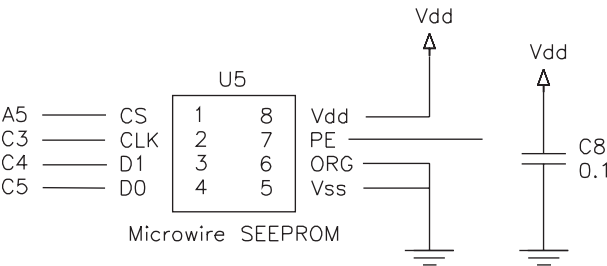 Vdd
Vdd
U5
A5 CS 1 8 Vdd
C3 CLK 2 7 PE
C4 D1 3 6 ORG
C5 D0 4 5 Vss
C8
0.1
Microwire SEEPROM